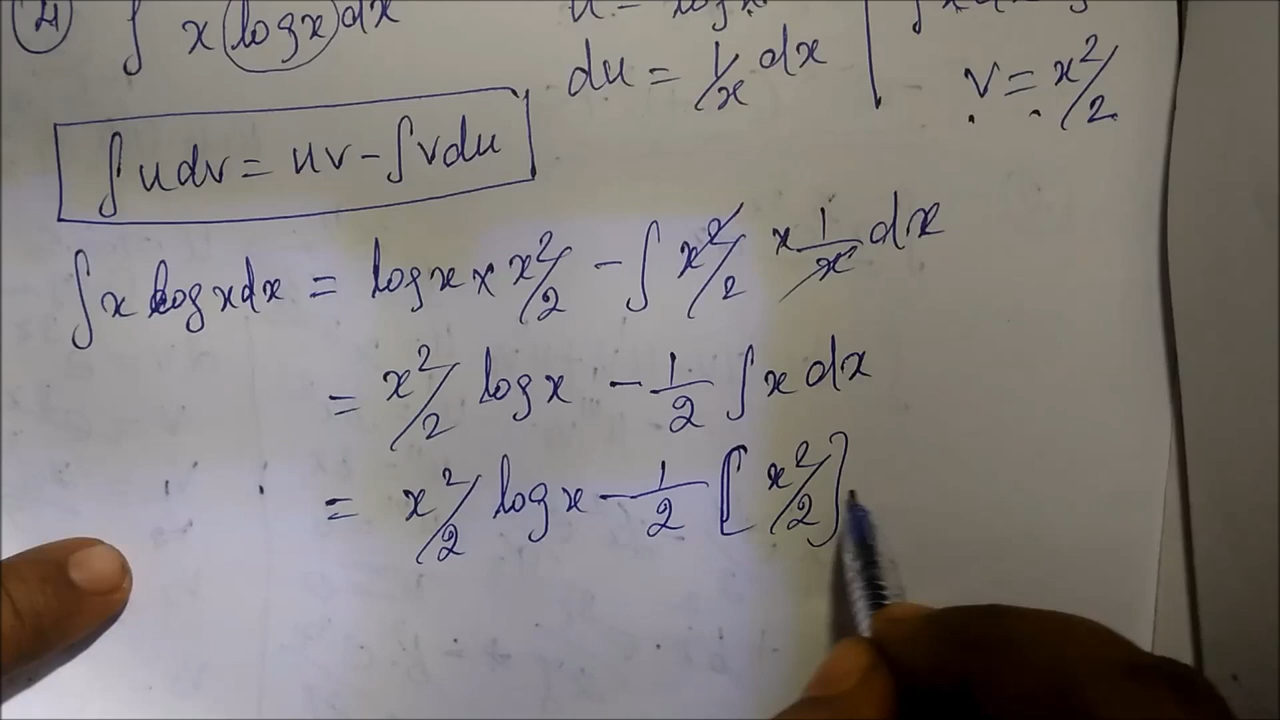 4) ∫ x (log x) dx
u = log x
du = 1/x dx
v = x²/2
∫ u dv = uv - ∫ v du
∫ x log x dx = log x × x²/2 - ∫ x²/2 × 1/x dx
= x²/2 log x - 1/2 ∫ x dx
= x²/2 log x - 1/2 [x²/2]